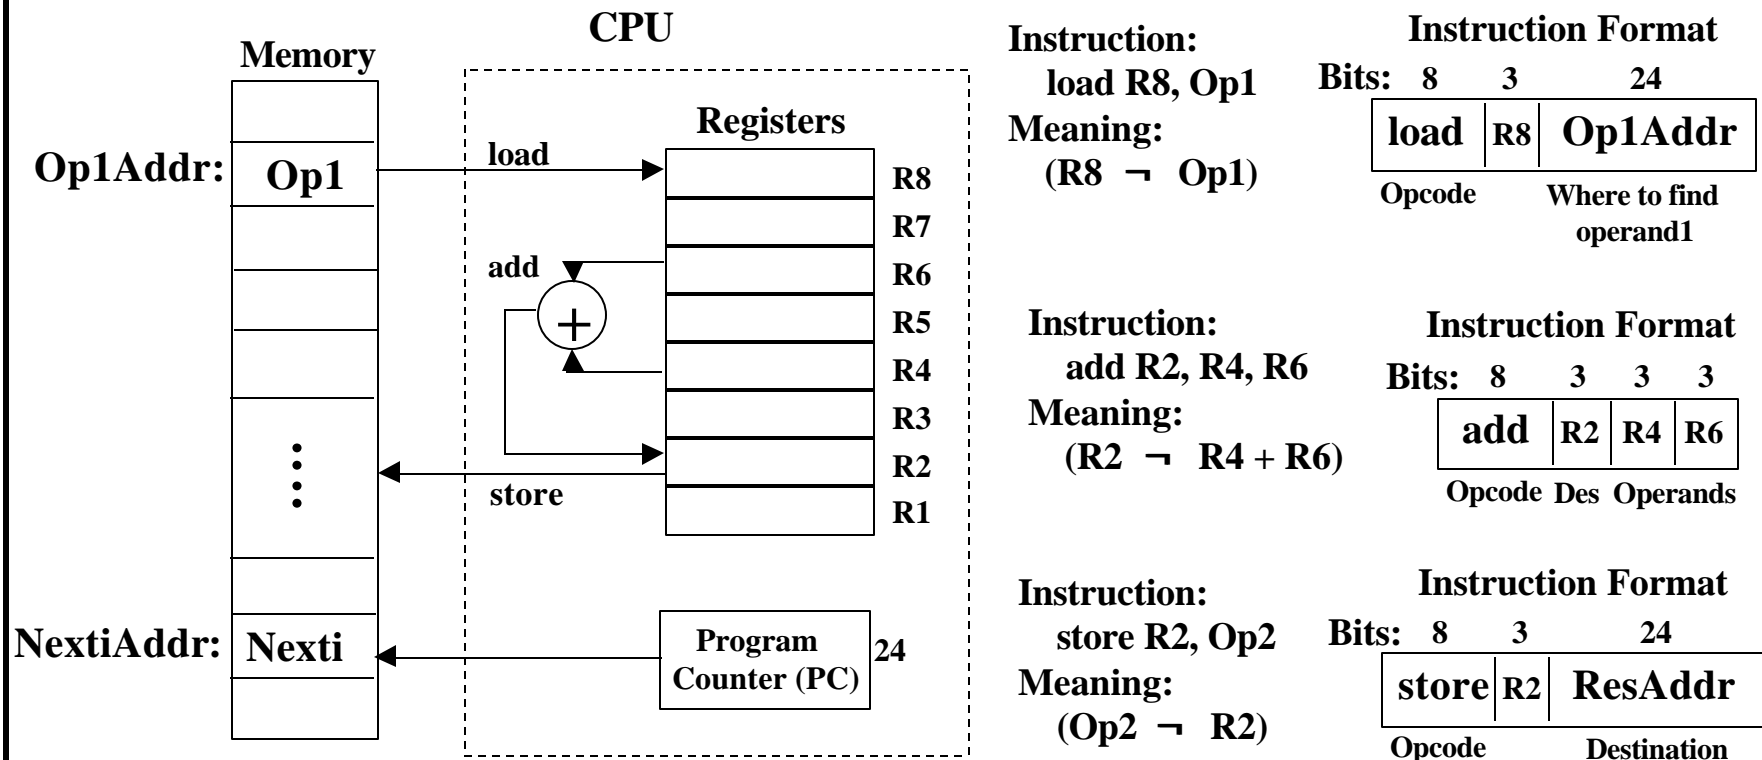 CPU
Memory
Op1Addr:
Op1
load
Registers
R8
R7
R6
R5
R4
R3
R2
R1
add
+
store
NextiAddr:
Nexti
Program
Counter (PC)
24
Instruction:
load R8, Op1
Meaning:
(R8 ¬ Op1)
Instruction Format
Bits: 8 3 24
load R8 Op1Addr
Opcode Where to find
operand1
Instruction:
add R2, R4, R6
Meaning:
(R2 ¬ R4 + R6)
Instruction Format
Bits: 8 3 3 3
add R2 R4 R6
Opcode Des Operands
Instruction:
store R2, Op2
Meaning:
(Op2 ¬ R2)
Instruction Format
Bits: 8 3 24
store R2 ResAddr
Opcode Destination